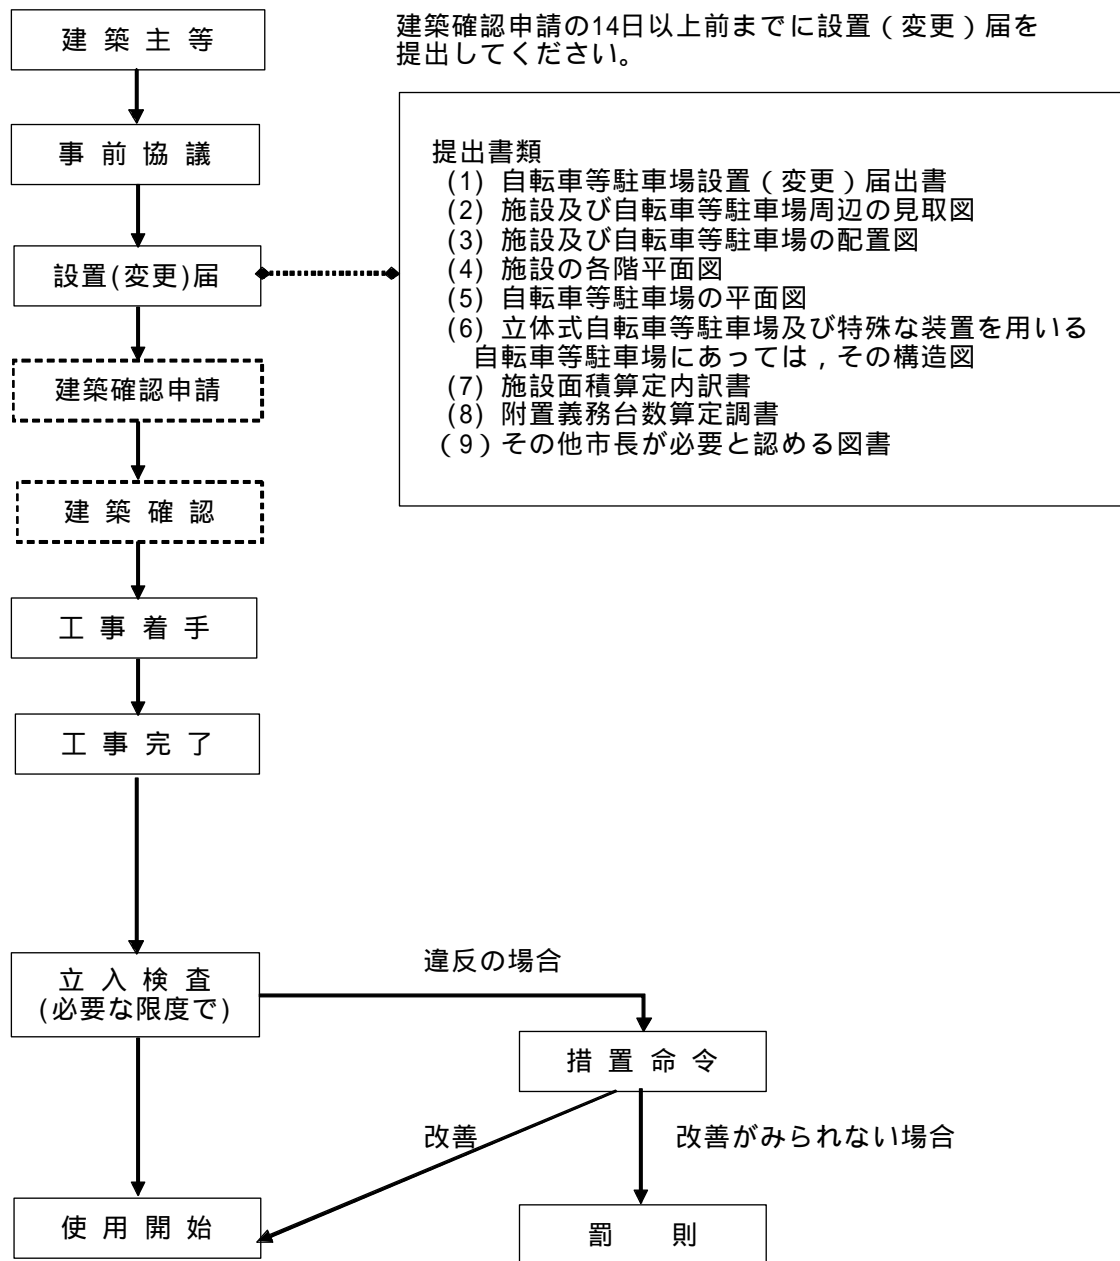 建築主等
建築確認申請の14日以上前までに設置（変更）届を
提出してください。
事前協議
設置(変更)届
提出書類
(1) 自転車等駐車場設置（変更）届出書
(2) 施設及び自転車等駐車場周辺の見取図
(3) 施設及び自転車等駐車場の配置図
(4) 施設の各階平面図
(5) 自転車等駐車場の平面図
(6) 立体式自転車等駐車場及び特殊な装置を用いる
自転車等駐車場にあっては，その構造図
(7) 施設面積算定内訳書
(8) 附置義務台数算定調書
（９）その他市長が必要と認める図書
建築確認申請
建築確認
工事着手
工事完了
立入検査
(必要な限度で)
違反の場合
措置命令
改善
改善がみられない場合
使用開始
罰　則